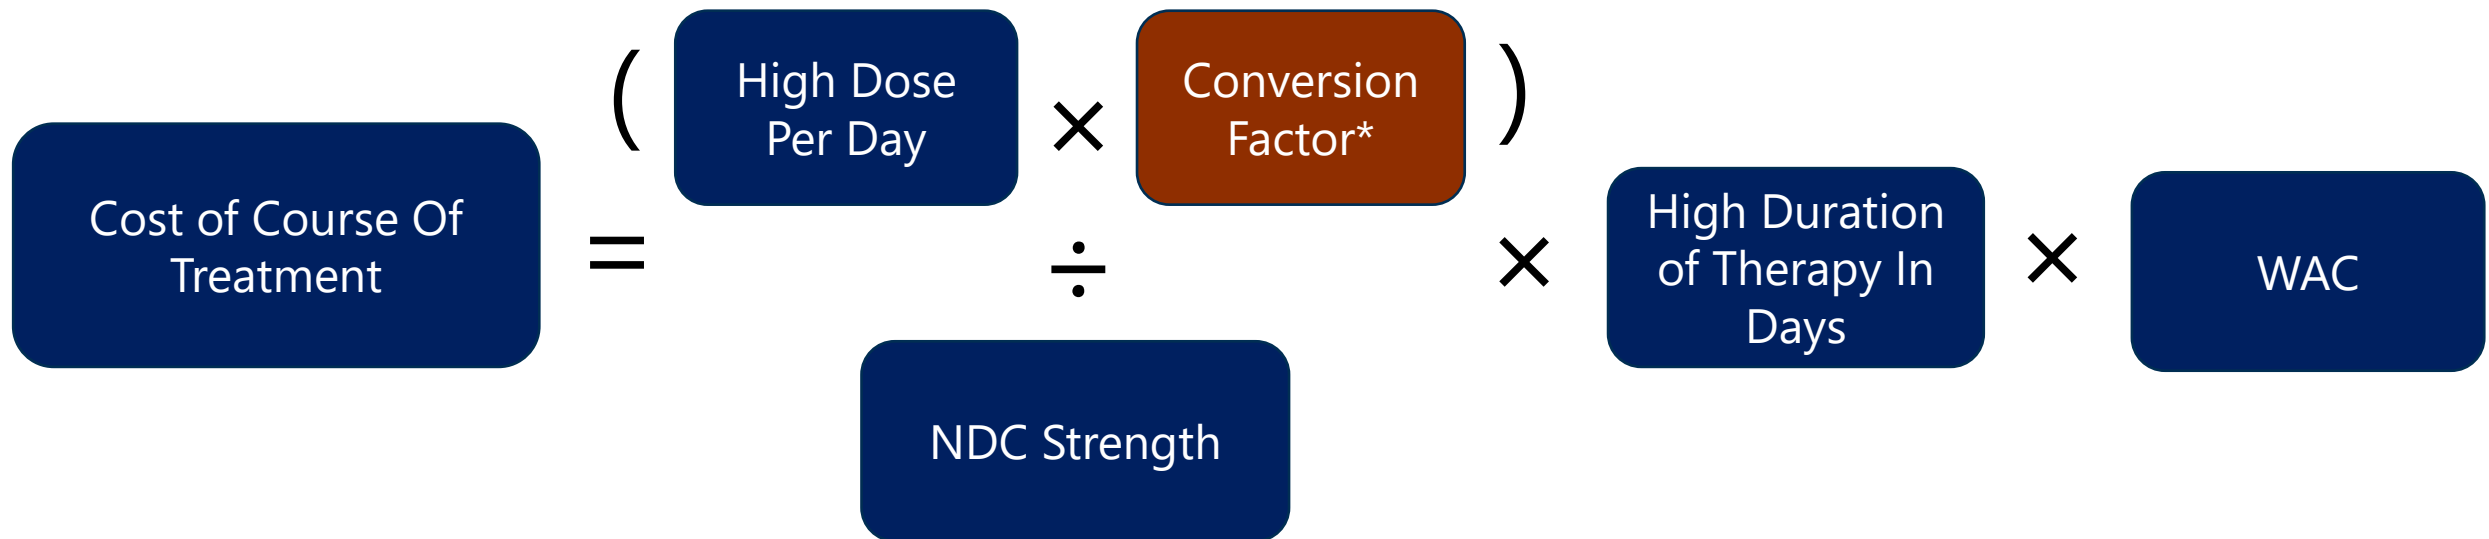 Cost of Course Of
Treatment
=
(
High Dose
Per Day
×
Conversion
Factor*
)
÷
NDC Strength
×
High Duration
of Therapy In
Days
×
WAC